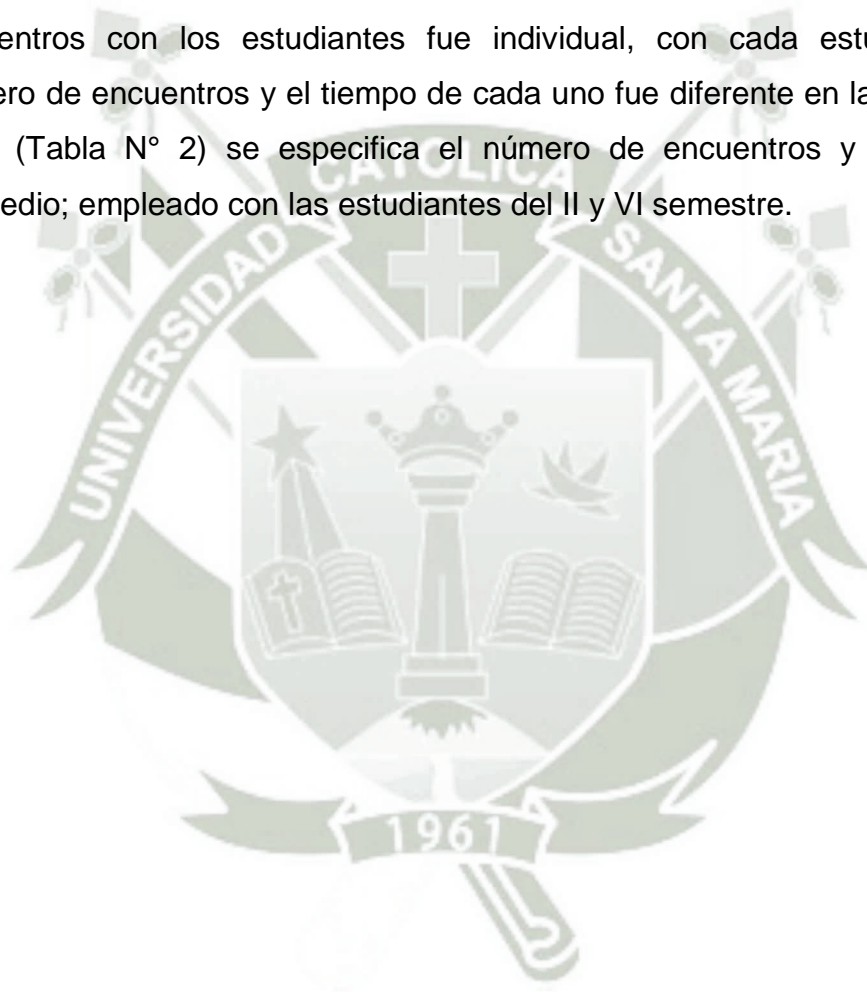 entros con los estudiantes fue individual, con cada estu
ero de encuentros y el tiempo de cada uno fue diferente en la
(Tabla N° 2) se especifica el número de encuentros y
edio; empleado con las estudiantes del II y VI semestre.
UNIVERSIDAD CATOLICA SANTA MARIA
1961